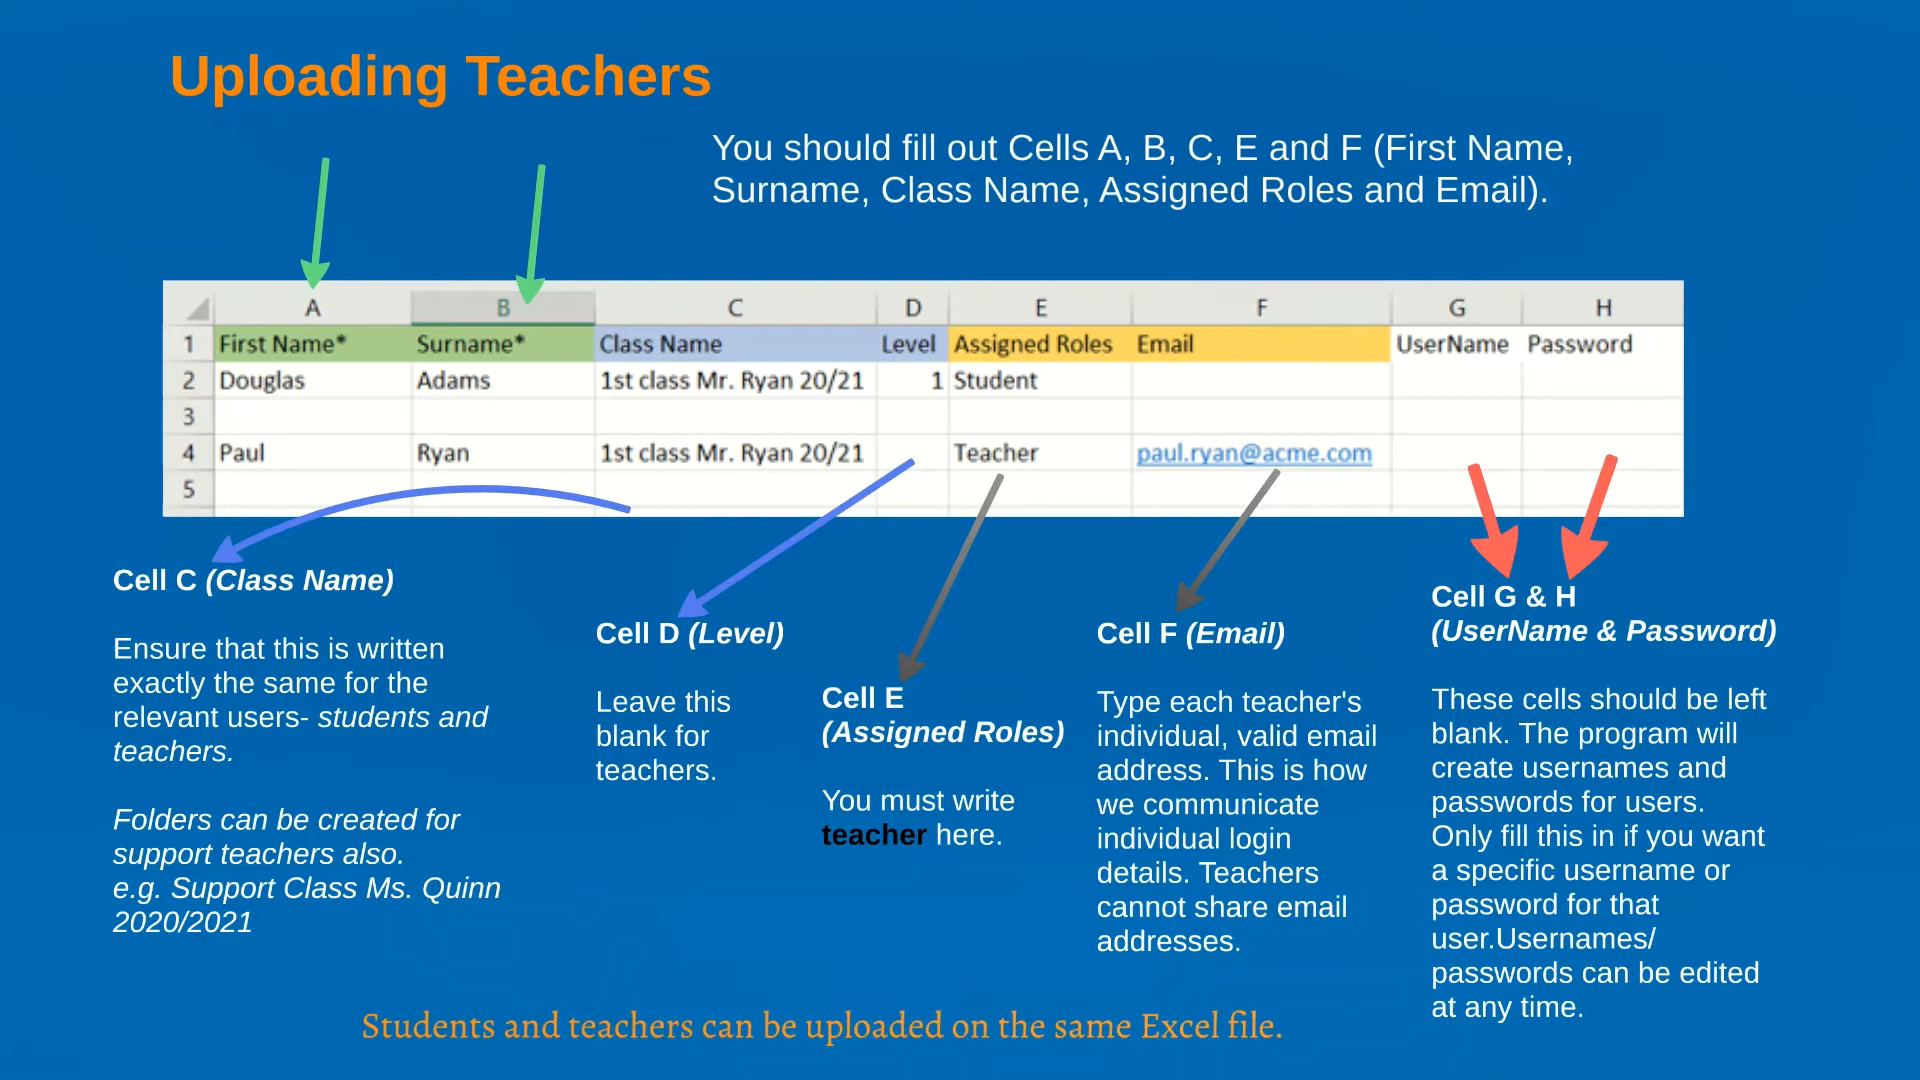 Uploading Teachers
You should fill out Cells A, B, C, E and F (First Name,
Surname, Class Name, Assigned Roles and Email).
A B C D E F G H
1 First Name* Surname* Class Name Level Assigned Roles Email UserName Password
2 Douglas Adams 1st class Mr. Ryan 20/21 1 Student
3
4 Paul Ryan 1st class Mr. Ryan 20/21 Teacher paul.ryan@acme.com
5
Cell C (Class Name)
Ensure that this is written
exactly the same for the
relevant users- students and
teachers.
Folders can be created for
support teachers also.
e.g. Support Class Ms. Quinn
2020/2021
Cell D (Level)
Leave this
blank for
teachers.
Cell E
(Assigned Roles)
You must write
teacher here.
Cell F (Email)
Type each teacher's
individual, valid email
address. This is how
we communicate
individual login
details. Teachers
cannot share email
addresses.
Cell G & H
(UserName & Password)
These cells should be left
blank. The program will
create usernames and
passwords for users.
Only fill this in if you want
a specific username or
password for that
user.Usernames/
passwords can be edited
at any time.
Students and teachers can be uploaded on the same Excel file.